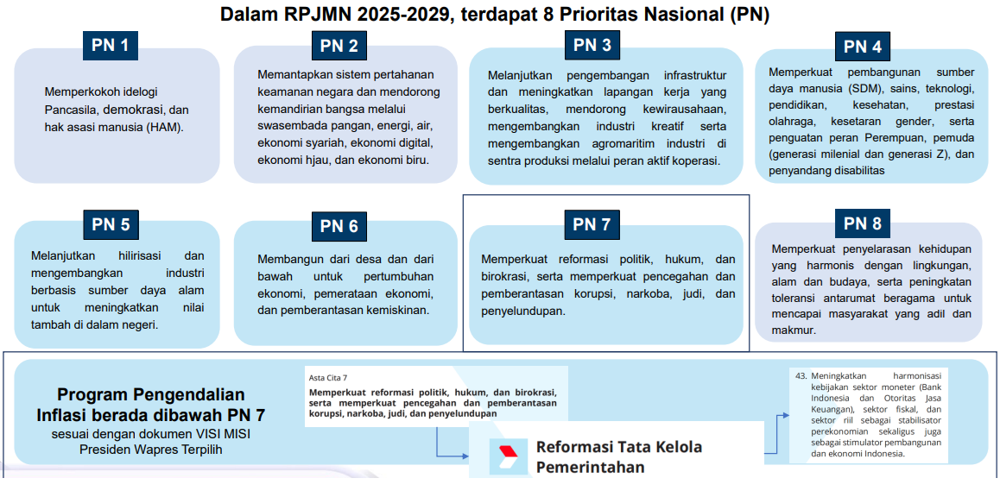 Dalam RPJMN 2025-2029, terdapat 8 Prioritas Nasional (PN)
PN 1
Memperkokoh idelogi
Pancasila, demokrasi, dan
hak asasi manusia (HAM).
PN 2
Memantapkan sistem pertahanan
keamanan negara dan mendorong
kemandirian bangsa melalui
swasembada pangan, energi, air,
ekonomi syariah, ekonomi digital,
ekonomi hjau, dan ekonomi biru.
PN 3
Melanjutkan pengembangan infrastruktur
dan meningkatkan lapangan kerja yang
berkualitas, mendorong kewirausahaan,
mengembangkan industri kreatif serta
mengembangkan agromaritim industri di
sentra produksi melalui peran aktif koperasi.
PN 4
Memperkuat pembangunan sumber
daya manusia (SDM), sains, teknologi,
pendidikan, kesehatan, prestasi
olahraga, kesetaran gender, serta
penguatan peran Perempuan, pemuda
(generasi milenial dan generasi Z), dan
penyandang disabilitas
PN 5
Melanjutkan hilirisasi dan
mengembangkan industri
berbasis sumber daya alam
untuk meningkatkan nilai
tambah di dalam negeri.
PN 6
Membangun dari desa dan dari
bawah untuk pertumbuhan
ekonomi, pemerataan ekonomi,
dan pemberantasan kemiskinan.
PN 7
Memperkuat reformasi politik, hukum, dan
birokrasi, serta memperkuat pencegahan dan
pemberantasan korupsi, narkoba, judi, dan
penyelundupan.
PN 8
Memperkuat penyelarasan kehidupan
yang harmonis dengan lingkungan,
alam dan budaya, serta peningkatan
toleransi antarumat beragama untuk
mencapai masyarakat yang adil dan
makmur.
Program Pengendalian
Inflasi berada dibawah PN 7
sesuai dengan dokumen VISI MISI
Presiden Wapres Terpilih
Asta Cita 7
Memperkuat reformasi politik, hukum, dan birokrasi,
serta memperkuat pencegahan dan pemberantasan
korupsi, narkoba, judi, dan penyelundupan
Reformasi Tata Kelola
Pemerintahan
43. Meningkatkan harmonisasi
kebijakan sektor moneter (Bank
Indonesia dan Otoritas Jasa
Keuangan), sektor fiskal, dan
sektor riil sebagai stabilisator
perekonomian sekaligus juga
sebagai stimulator pembangunan
dan ekonomi Indonesia.